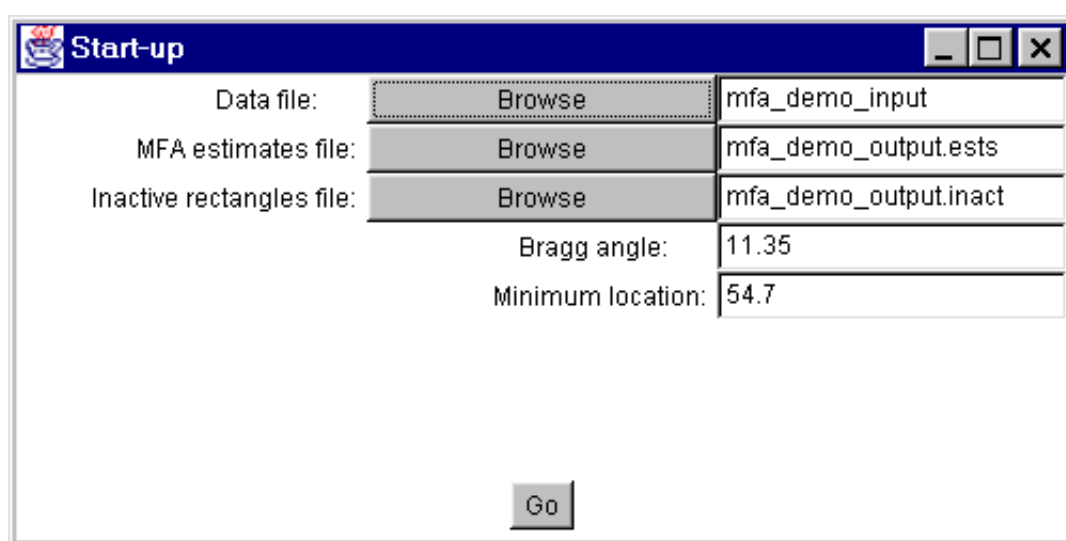 Start-up
Data file: Browse mfa_demo_input
MFA estimates file: Browse mfa_demo_output.ests
Inactive rectangles file: Browse mfa_demo_output.inact
Bragg angle: 11.35
Minimum location: 54.7
Go